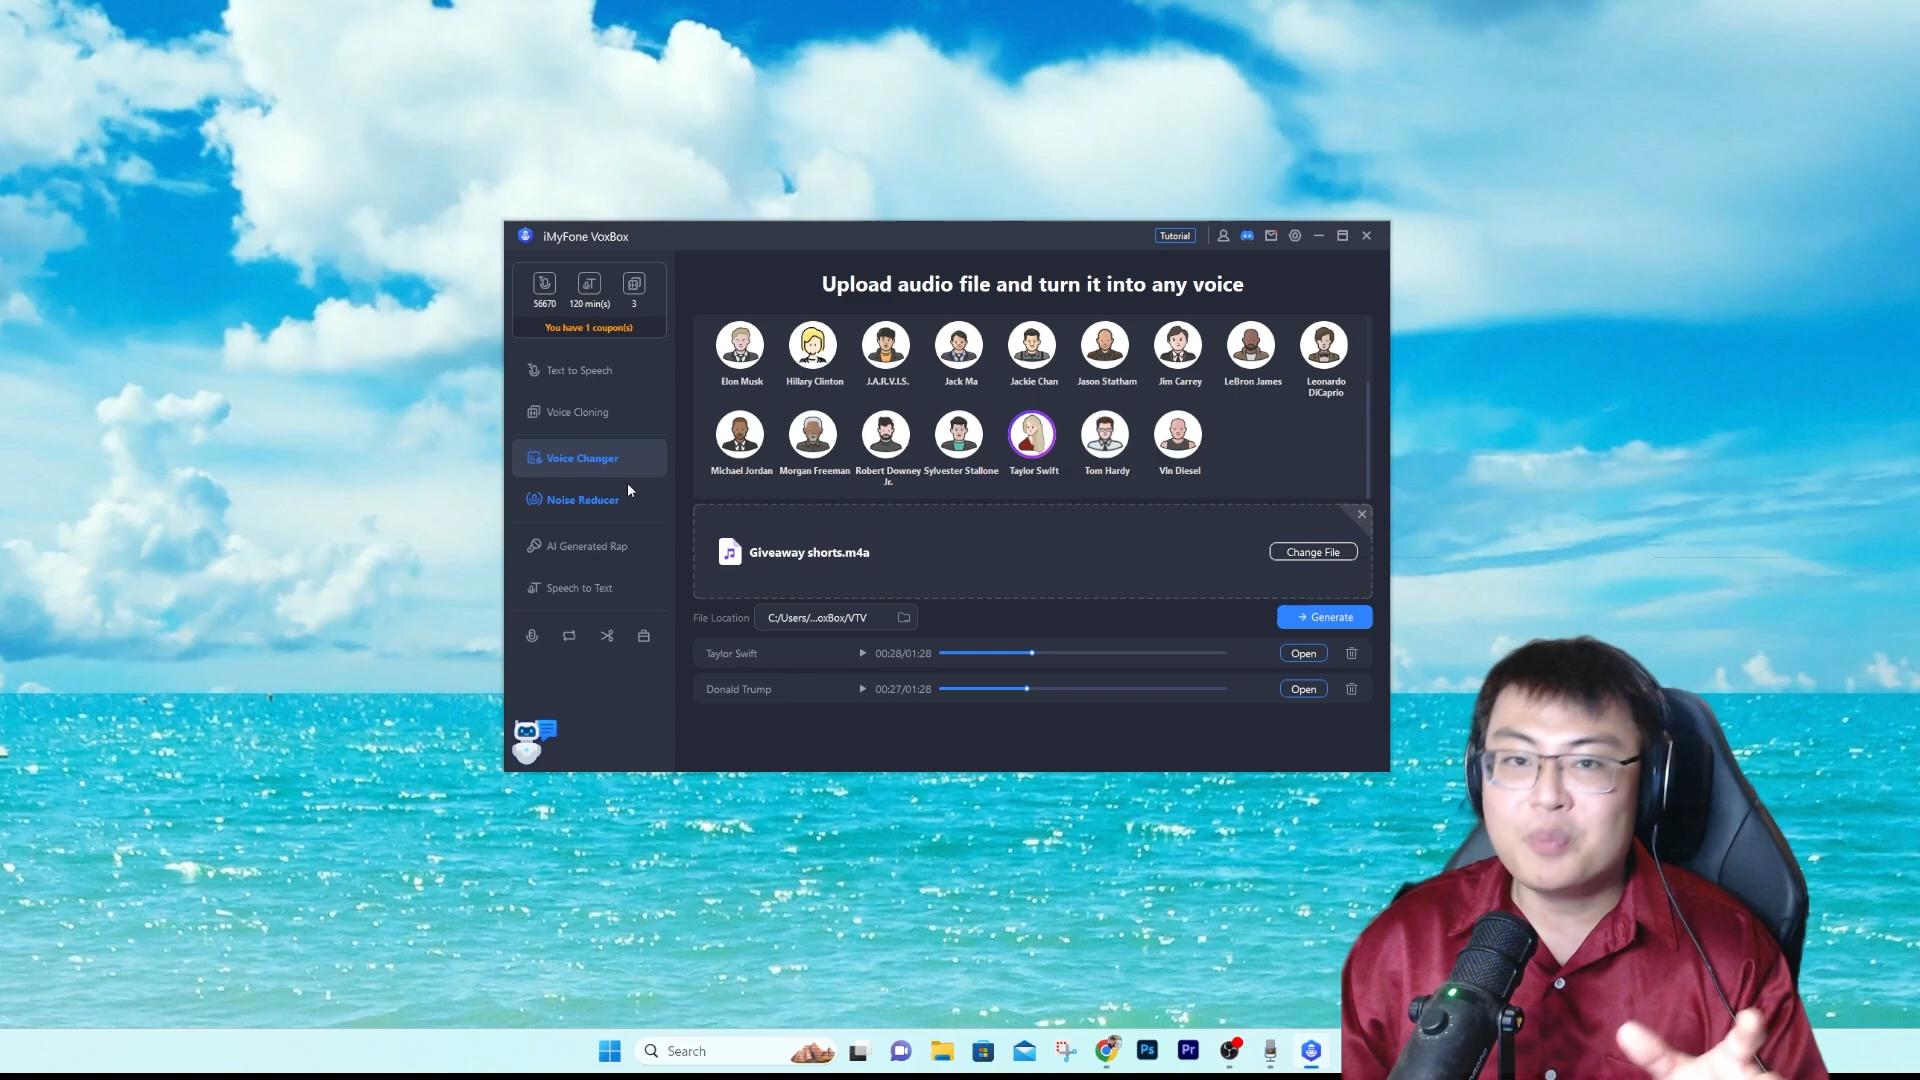 iMyFone VoxBox
Tutorial
56670
120 min(s)
3
You have 1 coupon(s)
Text to Speech
Voice Cloning
Voice Changer
Noise Reducer
AI Generated Rap
Speech to Text
Upload audio file and turn it into any voice
Elon Musk
Hillary Clinton
J.A.R.V.I.S.
Jack Ma
Jackie Chan
Jason Statham
Jim Carrey
LeBron James
Leonardo
DiCaprio
Michael Jordan
Morgan Freeman
Robert Downey
Jr.
Sylvester Stallone
Taylor Swift
Tom Hardy
Vin Diesel
Giveaway shorts.m4a
Change File
File Location
C:/Users/...oxBox/VTV
Generate
Taylor Swift
00:28/01:28
Open
Donald Trump
00:27/01:28
Open
Search
Ps
Pr